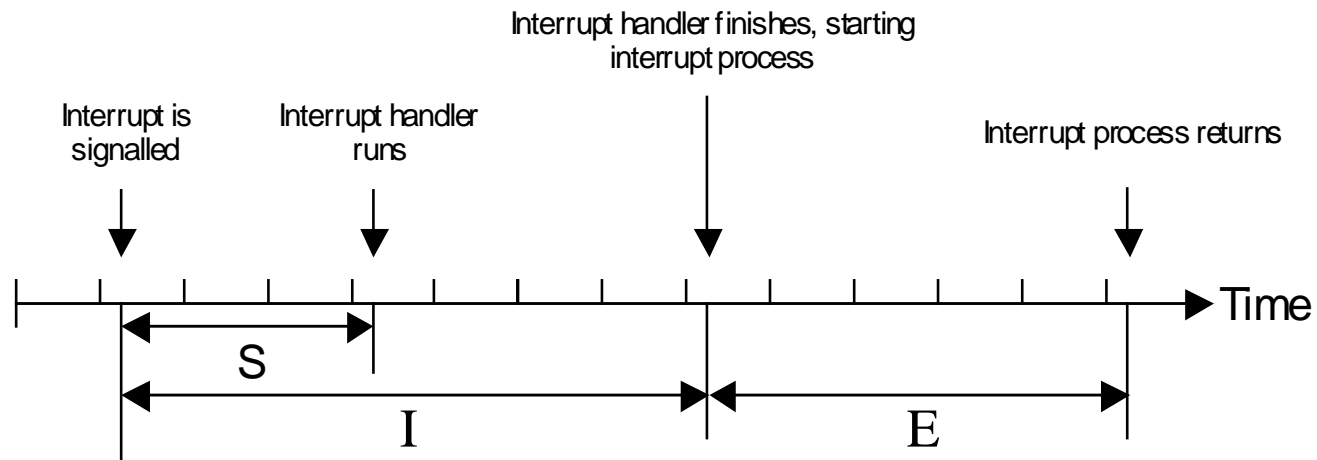 Interrupt handler finishes, starting
interrupt process
Interrupt is
signalled
Interrupt handler
runs
Interrupt process returns
Time
S
I
E